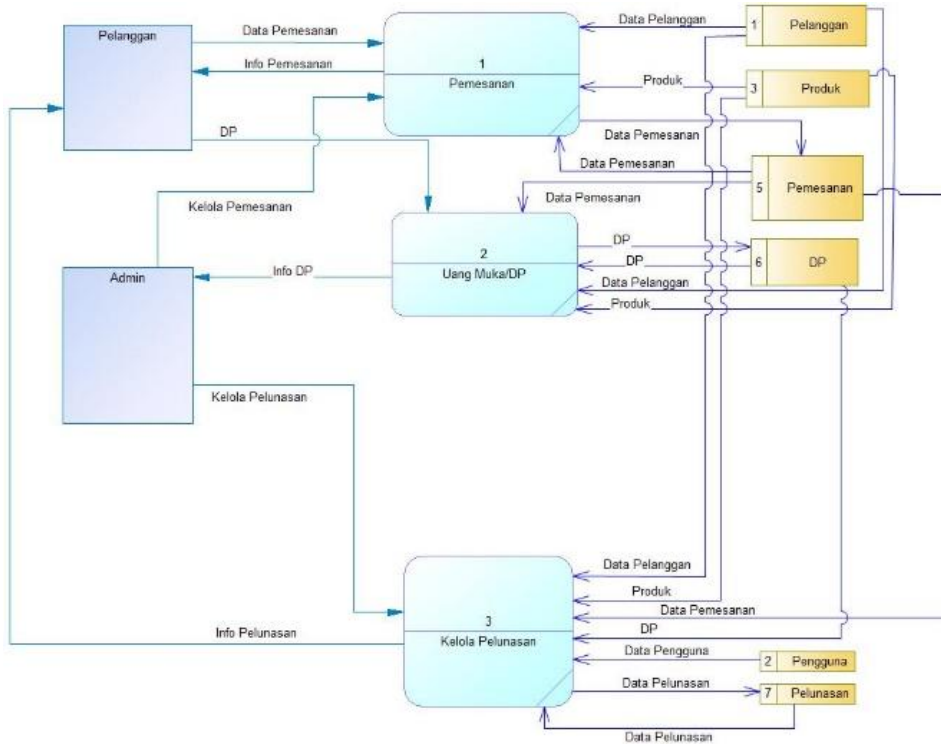 Pelanggan
Data Pemesanan
Info Pemesanan
DP
1
Pemesanan
Data Pelanggan
1 Pelanggan
Produk
3 Produk
Data Pemesanan
Data Pemesanan
5 Pemesanan
Data Pemesanan
Kelola Pemesanan
Admin
Info DP
2
Uang Muka/DP
DP
DP
6 DP
Data Pelanggan
Produk
Kelola Pelunasan
3
Kelola Pelunasan
Info Pelunasan
Data Pelanggan
Produk
Data Pemesanan
DP
Data Pengguna
2 Pengguna
Data Pelunasan
7 Pelunasan
Data Pelunasan